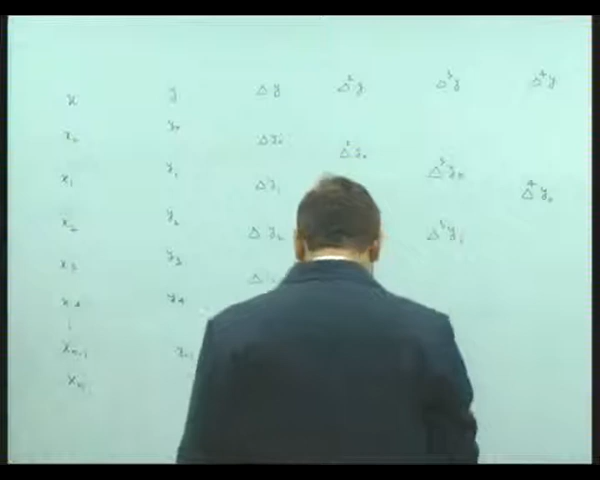 x y Δy Δ²y Δ³y Δ⁴y
x₀ y₀ Δy₀ Δ²y₀
x₁ y₁ Δy₁ Δ³y₀ Δ⁴y₀
x₂ y₂ Δy₂ Δ³y₁
x₃ y₃ Δ
x₄ y₄
xₙ₋₁
xₙ